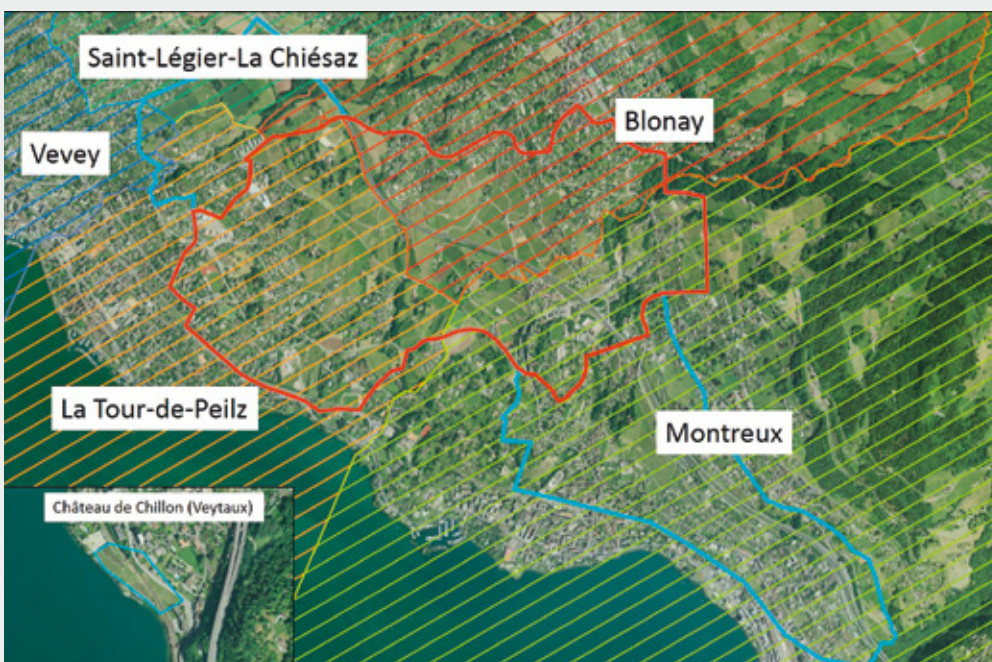 Saint-Légier-La Chiésaz
Blonay
Vevey
La Tour-de-Peilz
Montreux
Château de Chillon (Veytaux)